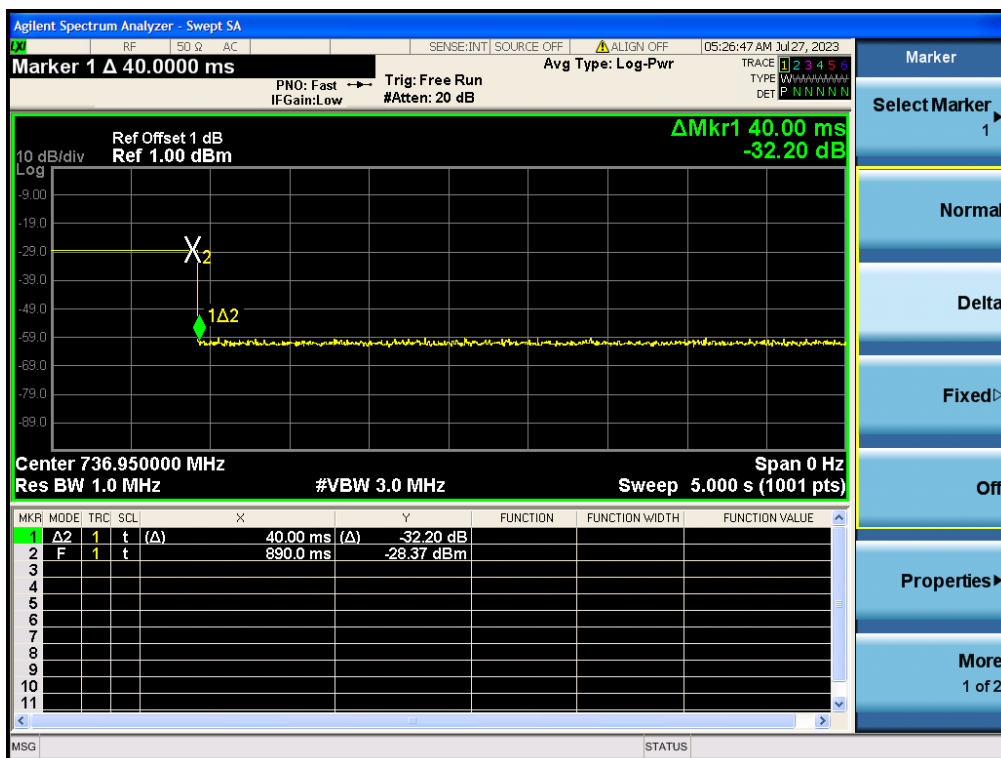 Agilent Spectrum Analyzer - Swept SA
LXI RF 50 Ω AC SENSE:INT SOURCE OFF ALIGN OFF 05:26:47 AM Jul 27, 2023
Marker 1 Δ 40.0000 ms
PNO: Fast
IFGain:Low
Trig: Free Run
#Atten: 20 dB
Avg Type: Log-Pwr
TRACE 1 2 3 4 5 6
TYPE WWWWWW
DET P N N N N N
ΔMkr1 40.00 ms
-32.20 dB
Ref Offset 1 dB
10 dB/div Ref 1.00 dBm
Log
-9.00
-19.0
-29.0
-39.0
-49.0
-59.0
-69.0
-79.0
-89.0
2
1Δ2
Center 736.950000 MHz Span 0 Hz
Res BW 1.0 MHz #VBW 3.0 MHz Sweep 5.000 s (1001 pts)
MKR MODE TRC SCL X Y FUNCTION FUNCTION WIDTH FUNCTION VALUE
1 Δ2 1 t (Δ) 40.00 ms (Δ) -32.20 dB
2 F 1 t 890.0 ms -28.37 dBm
3
4
5
6
7
8
9
10
11
MSG STATUS
Marker
Select Marker
1
Normal
Delta
Fixed
Off
Properties
More
1 of 2